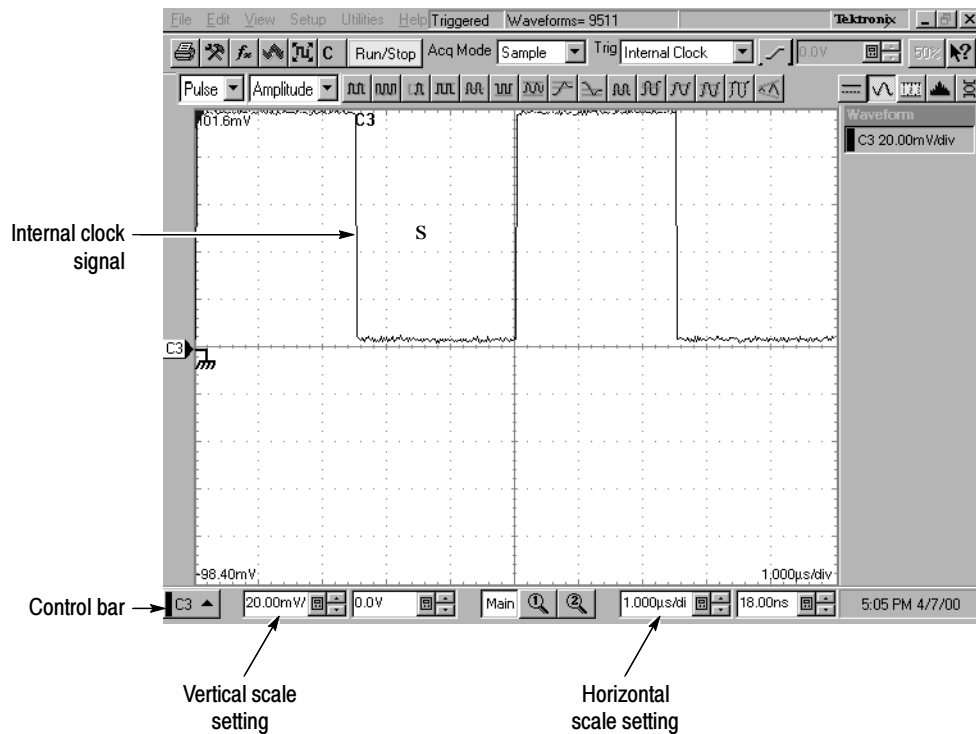 File Edit View Setup Utilities Help Triggered Waveforms= 9511 Tektronix
Run/Stop Acq Mode Sample Trig Internal Clock 0.0V 50%
Pulse Amplitude
101.6mV C3 Waveform
C3 20.00mV/div
Internal clock
signal
S
C3
-98.40mV 1.000µs/div
Control bar
C3 20.00mV/ 0.0V Main 1 2 1.000µs/di 18.00ns 5:05 PM 4/7/00
Vertical scale
setting
Horizontal
scale setting